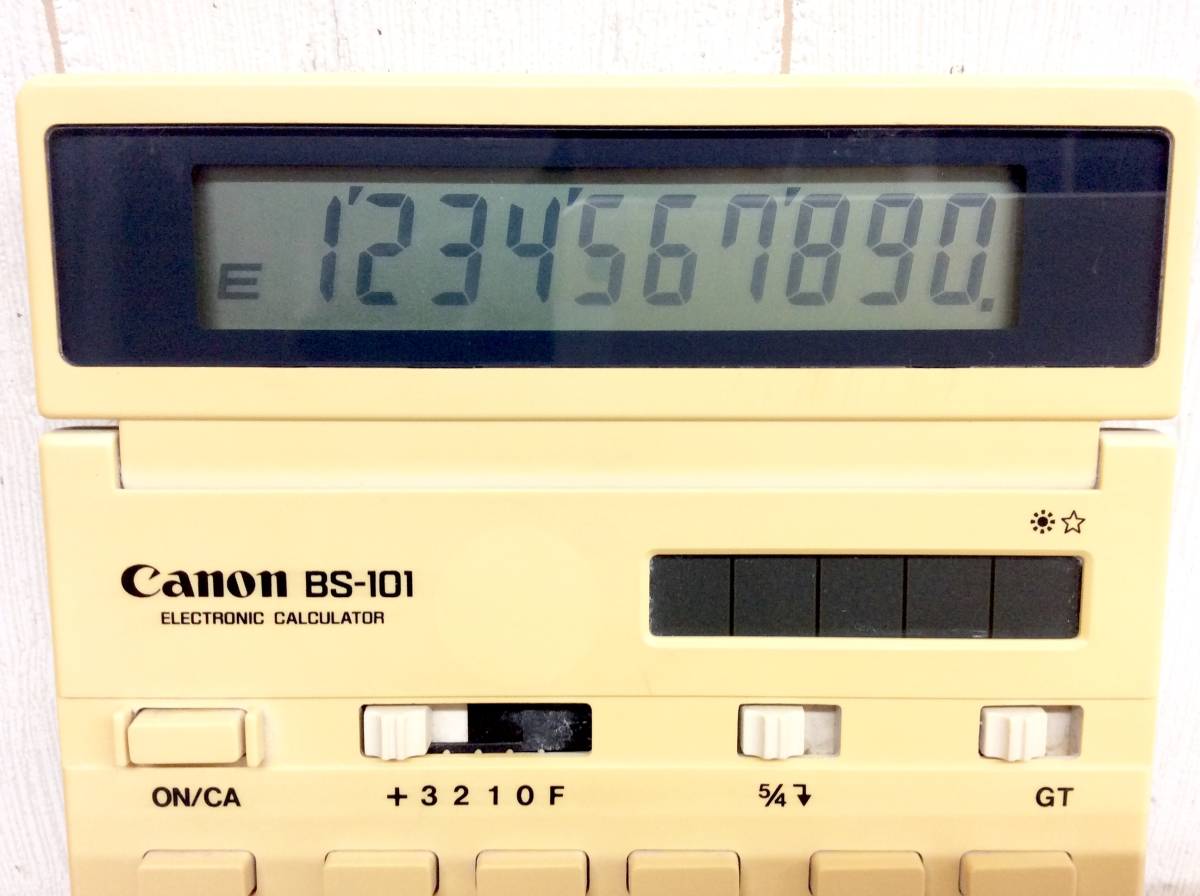 E 1'234'567'890.
Canon BS-101
ELECTRONIC CALCULATOR
ON/CA + 3 2 1 0 F 5/4 GT